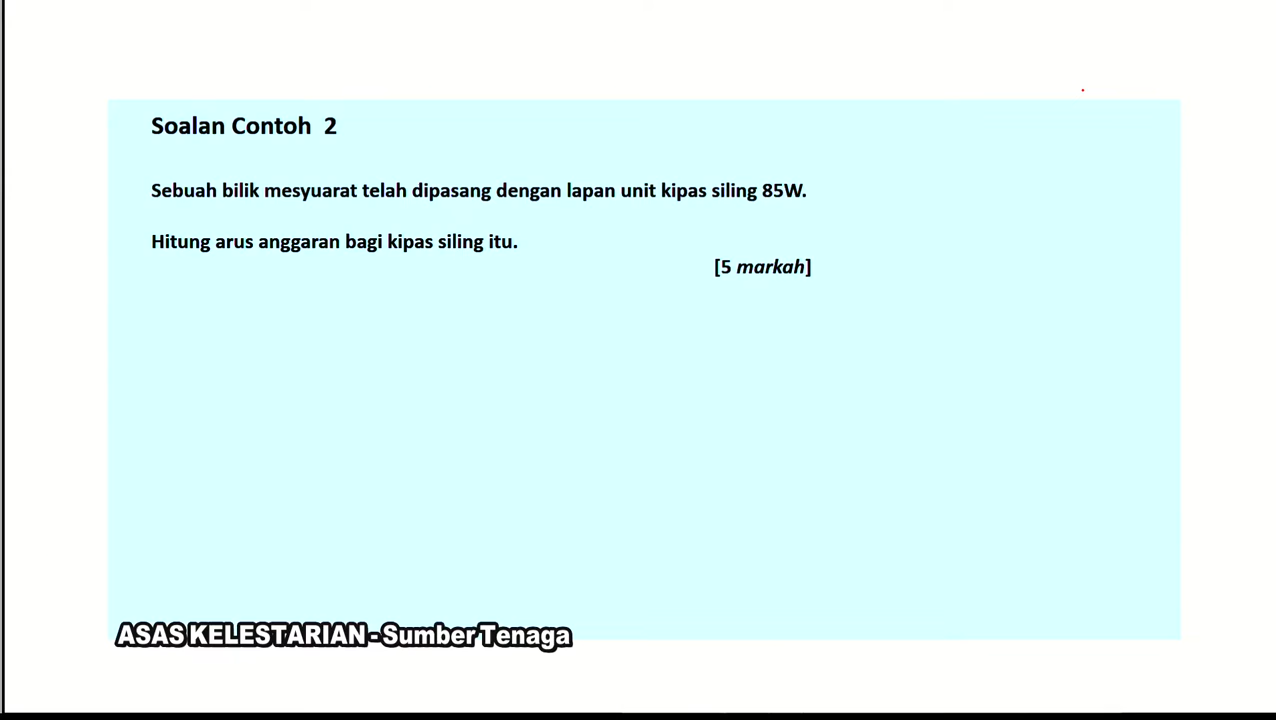 Soalan Contoh 2
Sebuah bilik mesyuarat telah dipasang dengan lapan unit kipas siling 85W.
Hitung arus anggaran bagi kipas siling itu.
[5 markah]
ASAS KELESTARIAN - Sumber Tenaga